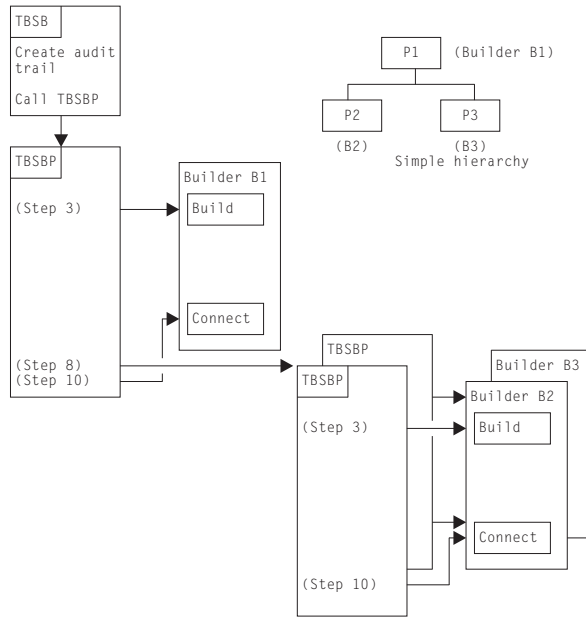 TBSB
Create audit
trail
Call TBSBP
P1
(Builder B1)
P2
P3
(B2)
(B3)
Simple hierarchy
TBSBP
(Step 3)
(Step 8)
(Step 10)
Builder B1
Build
Connect
TBSBP
TBSBP
(Step 3)
(Step 10)
Builder B3
Builder B2
Build
Connect